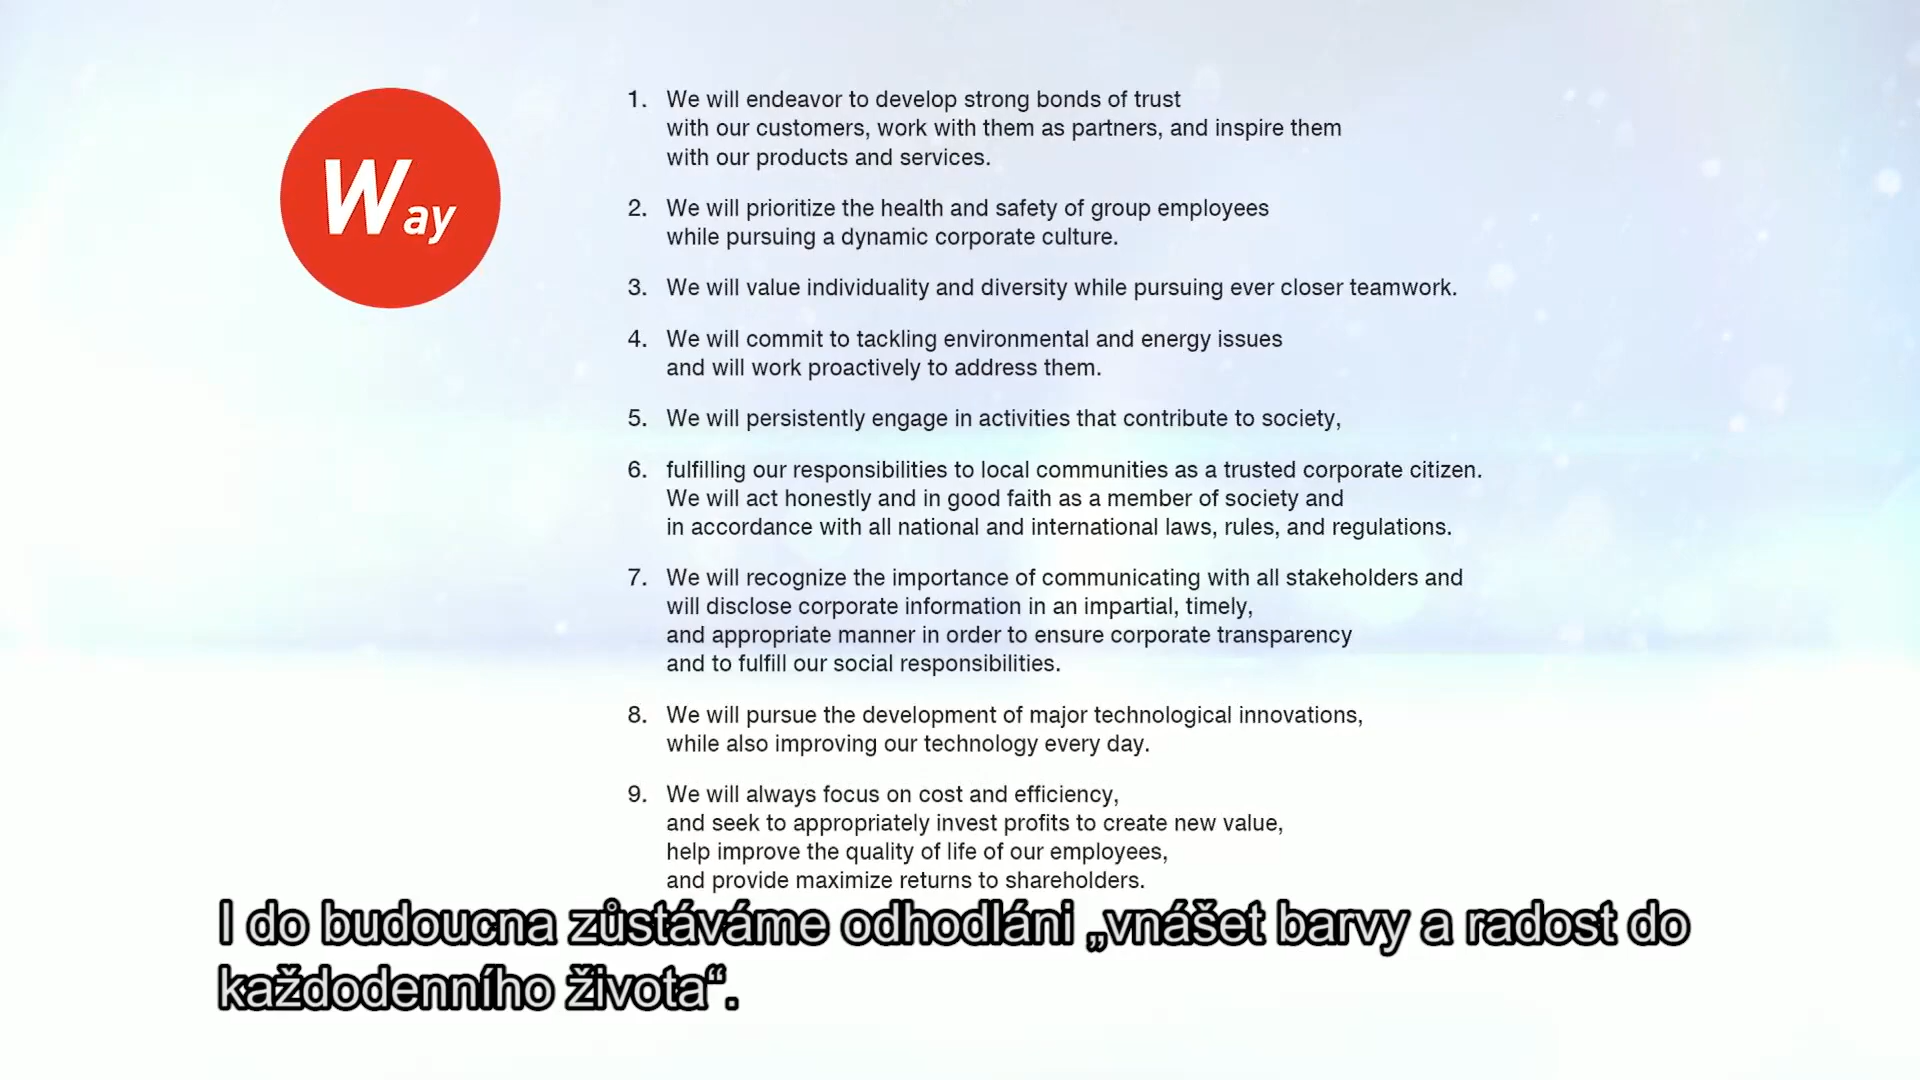 Way
1. We will endeavor to develop strong bonds of trust
with our customers, work with them as partners, and inspire them
with our products and services.
2. We will prioritize the health and safety of group employees
while pursuing a dynamic corporate culture.
3. We will value individuality and diversity while pursuing ever closer teamwork.
4. We will commit to tackling environmental and energy issues
and will work proactively to address them.
5. We will persistently engage in activities that contribute to society,
6. fulfilling our responsibilities to local communities as a trusted corporate citizen.
We will act honestly and in good faith as a member of society and
in accordance with all national and international laws, rules, and regulations.
7. We will recognize the importance of communicating with all stakeholders and
will disclose corporate information in an impartial, timely,
and appropriate manner in order to ensure corporate transparency
and to fulfill our social responsibilities.
8. We will pursue the development of major technological innovations,
while also improving our technology every day.
9. We will always focus on cost and efficiency,
and seek to appropriately invest profits to create new value,
help improve the quality of life of our employees,
and provide maximize returns to shareholders.
I do budoucna zůstáváme odhodláni „vnášet barvy a radost do
každodenního života“.